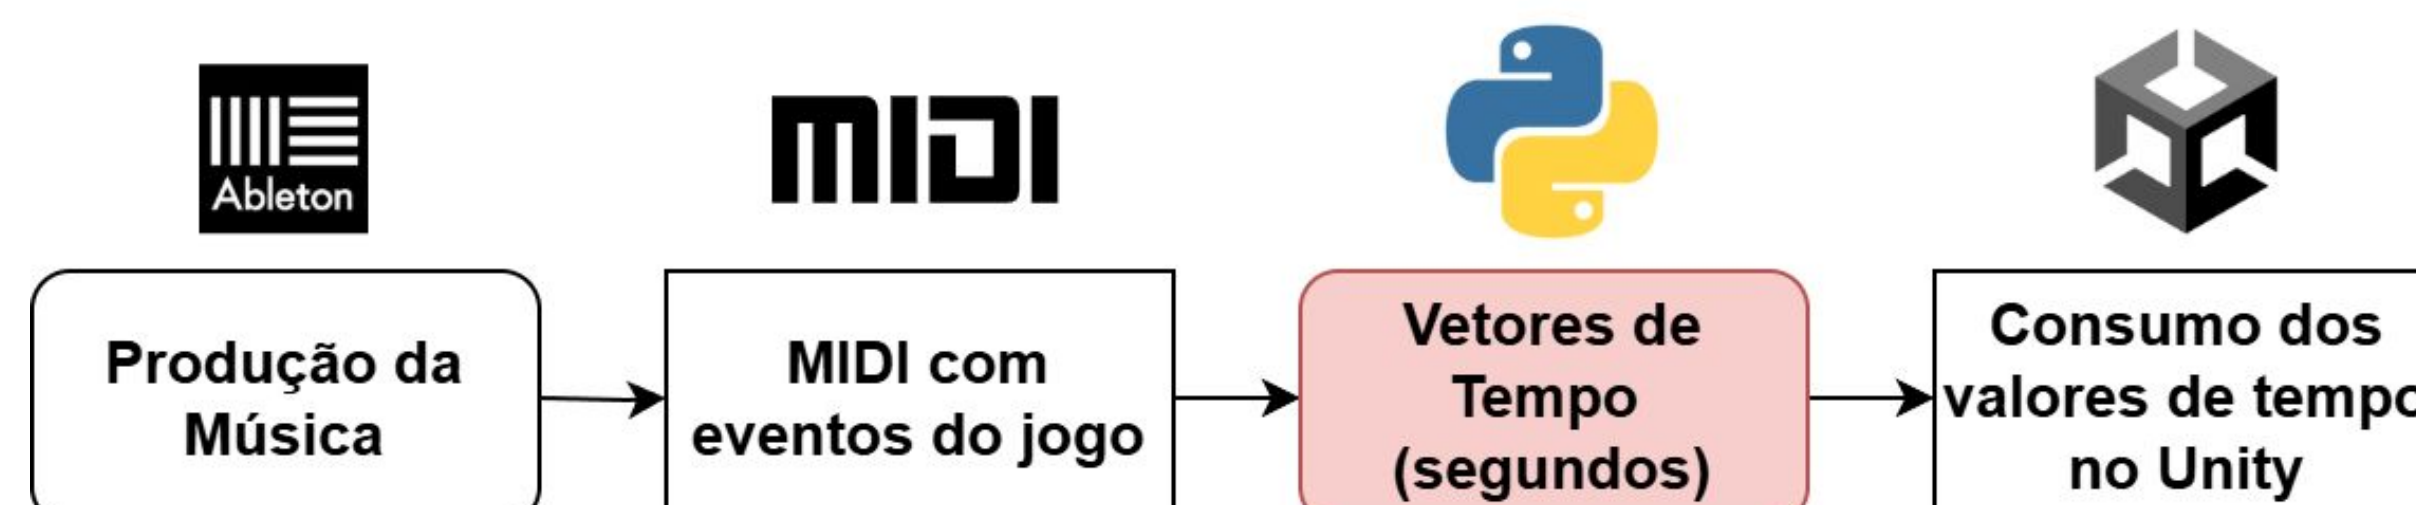 Ableton
MIDI
Produção da
Música
MIDI com
eventos do jogo
Vetores de
Tempo
(segundos)
Consumo dos
valores de tempo
no Unity